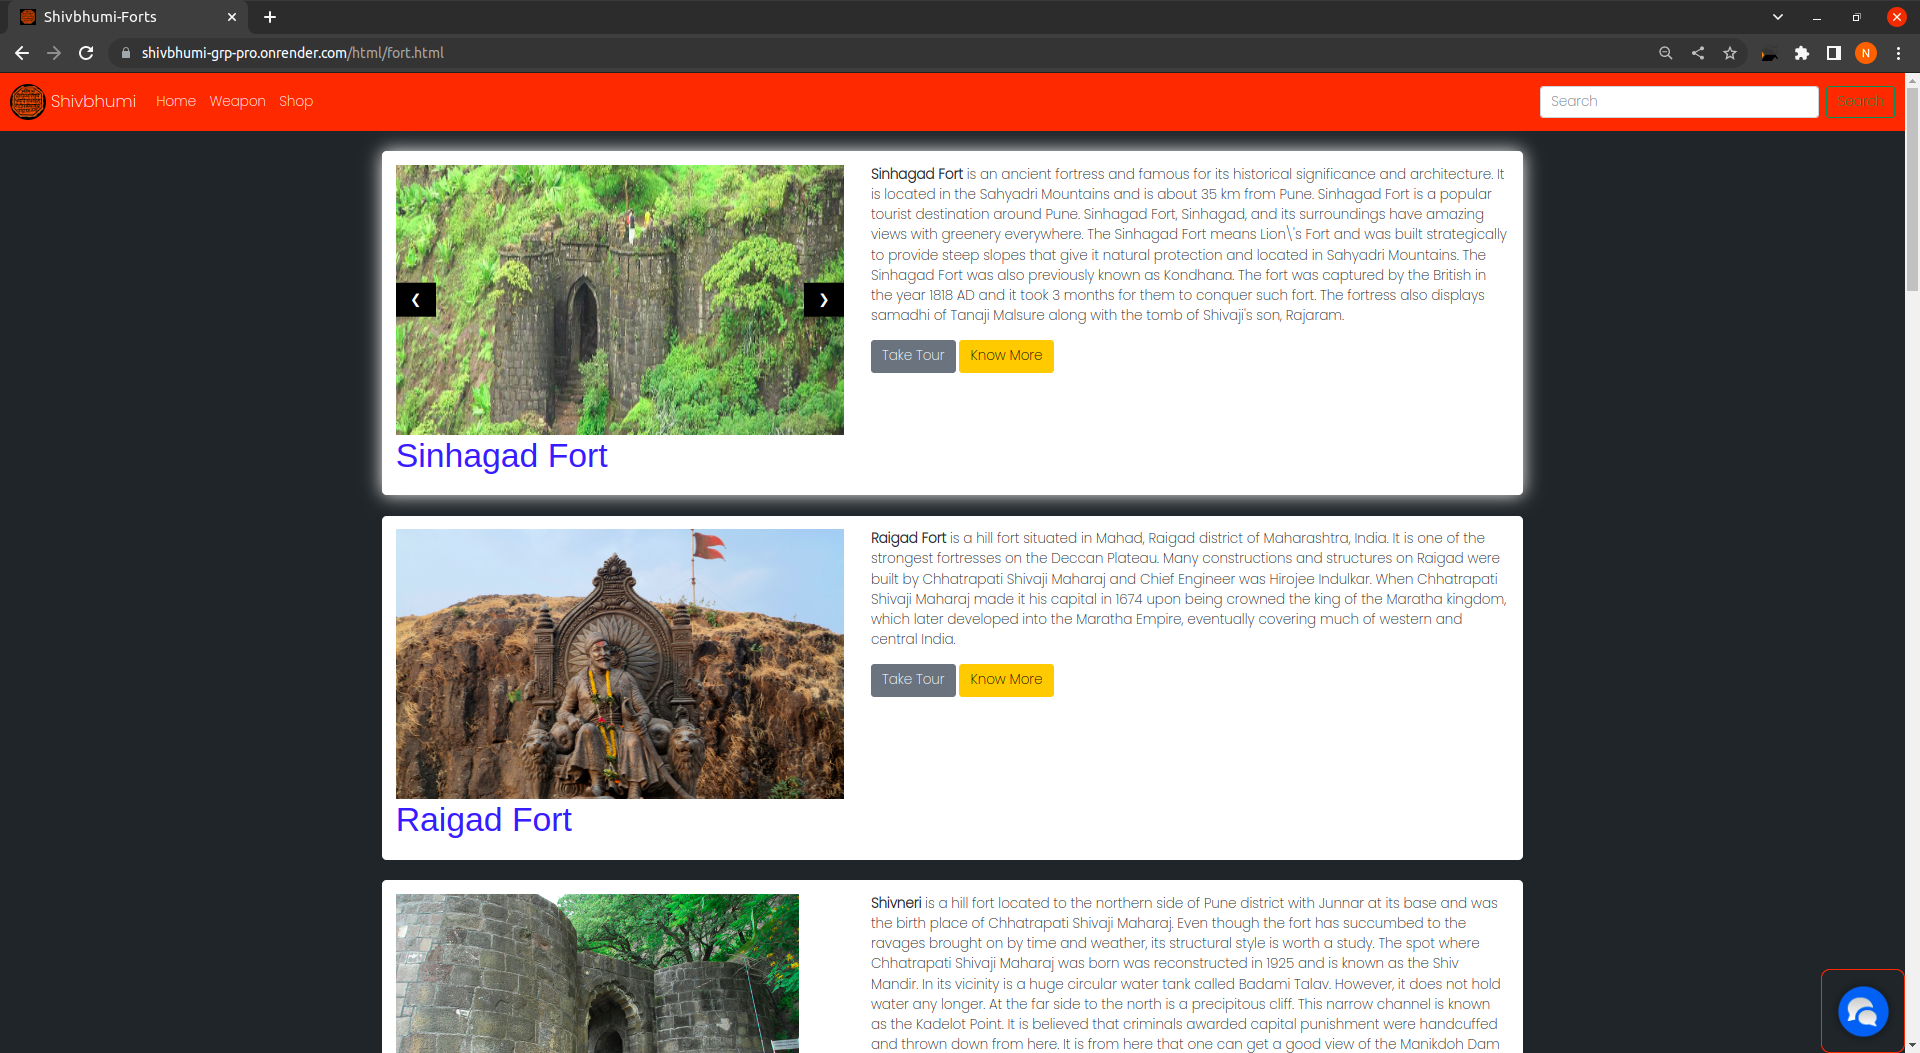 Shivbhumi-Forts
shivbhumi-grp-pro.onrender.com/html/fort.html
N
Shivbhumi Home Weapon Shop Search Search
Sinhagad Fort is an ancient fortress and famous for its historical significance and architecture. It
is located in the Sahyadri Mountains and is about 35 km from Pune. Sinhagad Fort is a popular
tourist destination around Pune. Sinhagad Fort, Sinhagad, and its surroundings have amazing
views with greenery everywhere. The Sinhagad Fort means Lion\'s Fort and was built strategically
to provide steep slopes that give it natural protection and located in Sahyadri Mountains. The
Sinhagad Fort was also previously known as Kondhana. The fort was captured by the British in
the year 1818 AD and it took 3 months for them to conquer such fort. The fortress also displays
samadhi of Tanaji Malsure along with the tomb of Shivaji's son, Rajaram.
Take Tour Know More
Sinhagad Fort
Raigad Fort is a hill fort situated in Mahad, Raigad district of Maharashtra, India. It is one of the
strongest fortresses on the Deccan Plateau. Many constructions and structures on Raigad were
built by Chhatrapati Shivaji Maharaj and Chief Engineer was Hirojee Indulkar. When Chhatrapati
Shivaji Maharaj made it his capital in 1674 upon being crowned the king of the Maratha kingdom,
which later developed into the Maratha Empire, eventually covering much of western and
central India.
Take Tour Know More
Raigad Fort
Shivneri is a hill fort located to the northern side of Pune district with Junnar at its base and was
the birth place of Chhatrapati Shivaji Maharaj. Even though the fort has succumbed to the
ravages brought on by time and weather, its structural style is worth a study. The spot where
Chhatrapati Shivaji Maharaj was born was reconstructed in 1925 and is known as the Shiv
Mandir. In its vicinity is a huge circular water tank called Badami Talav. However, it does not hold
water any longer. At the far side to the north is a precipitous cliff. This narrow channel is known
as the Kadelot Point. It is believed that criminals awarded capital punishment were handcuffed
and thrown down from here. It is from here that one can get a good view of the Manikdoh Dam